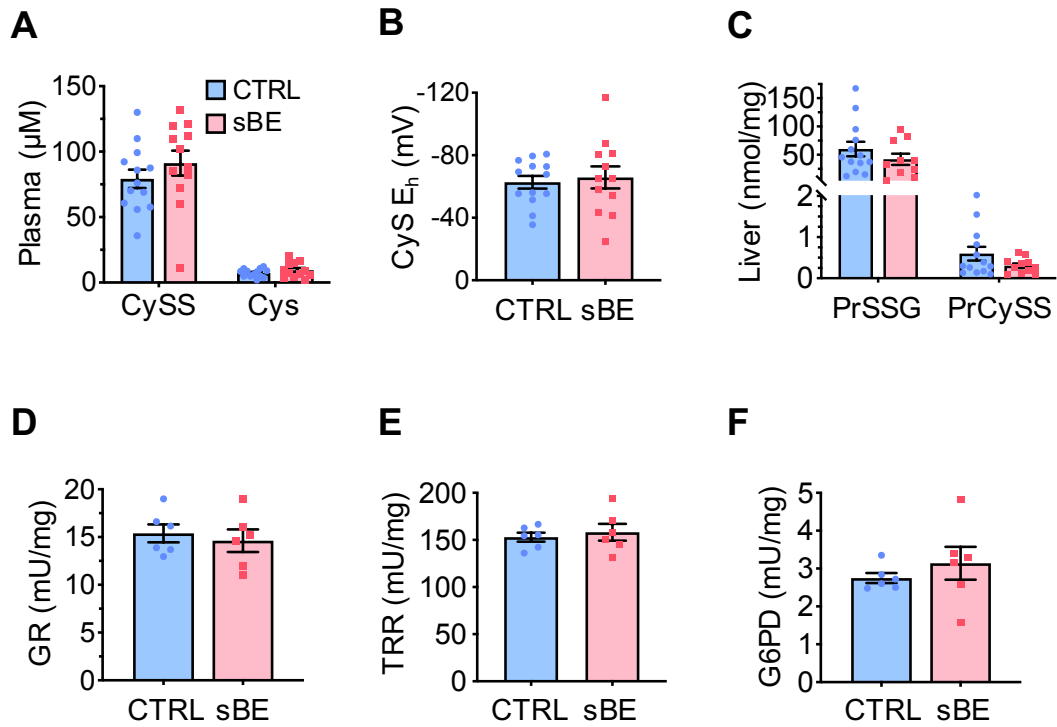 A
Plasma (µM)
150
100
50
0
CTRL
sBE
CySS Cys
B
CyS Eh (mV)
-120
-80
-40
0
CTRL sBE
C
Liver (nmol/mg)
150
100
50
2
1
0
PrSSG PrCySS
D
GR (mU/mg)
20
15
10
5
0
CTRL sBE
E
TRR (mU/mg)
200
150
100
50
0
CTRL sBE
F
G6PD (mU/mg)
5
4
3
2
1
0
CTRL sBE